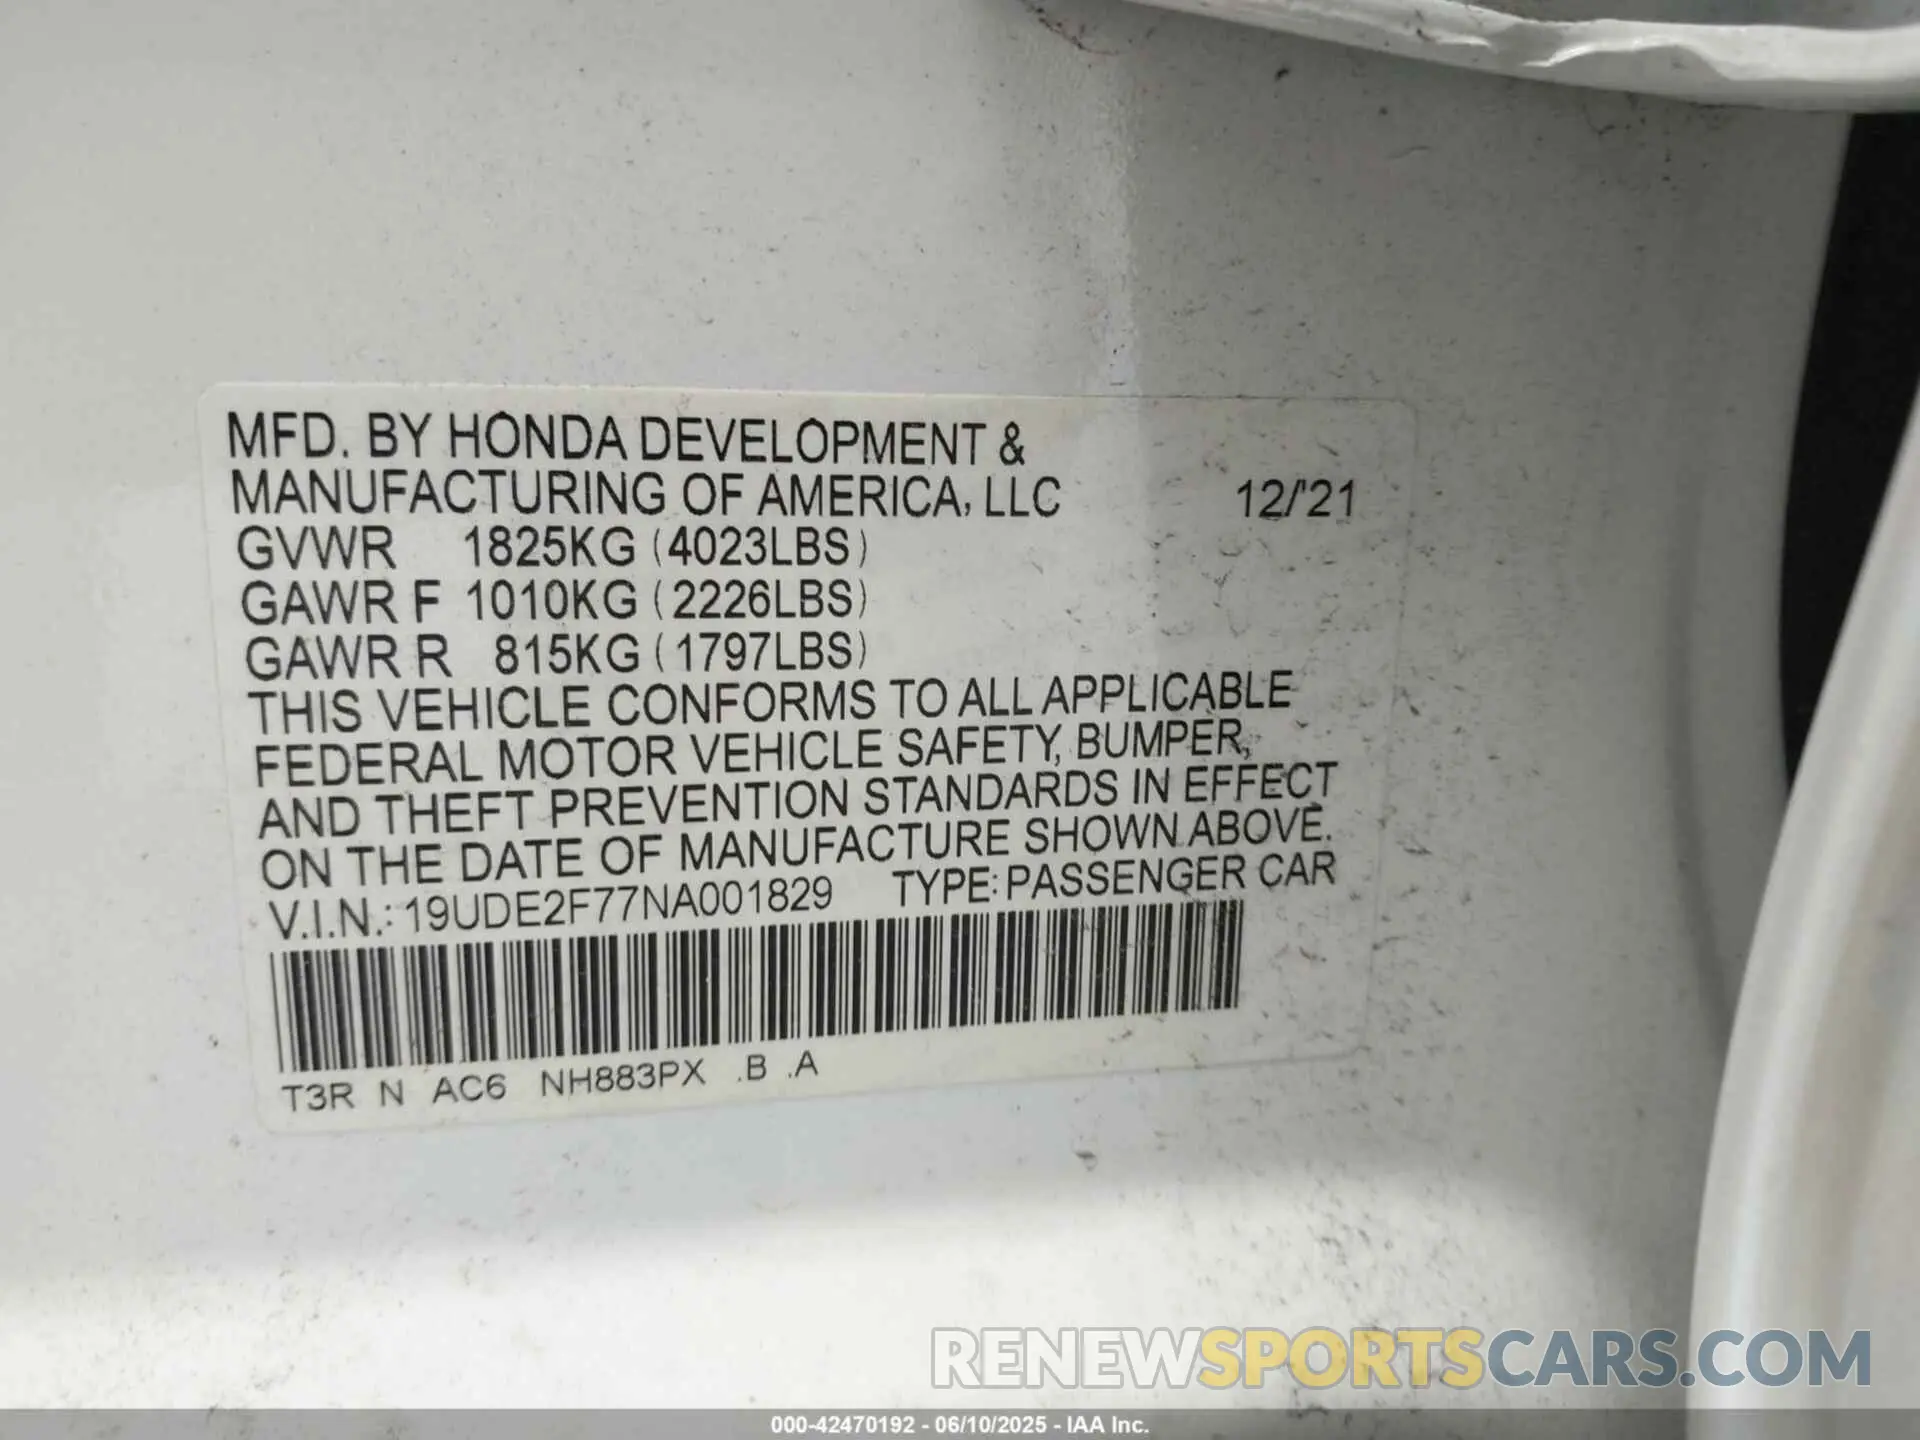 MFD. BY HONDA DEVELOPMENT &
MANUFACTURING OF AMERICA, LLC 12/'21
GVWR 1825KG (4023LBS)
GAWR F 1010KG (2226LBS)
GAWR R 815KG (1797LBS)
THIS VEHICLE CONFORMS TO ALL APPLICABLE
FEDERAL MOTOR VEHICLE SAFETY, BUMPER,
AND THEFT PREVENTION STANDARDS IN EFFECT
ON THE DATE OF MANUFACTURE SHOWN ABOVE.
V.I.N.: 19UDE2F77NA001829 TYPE: PASSENGER CAR
T3R N AC6 NH883PX .B .A
RENEWSPORTSCARS.COM
000-42470192 - 06/10/2025 - IAA Inc.